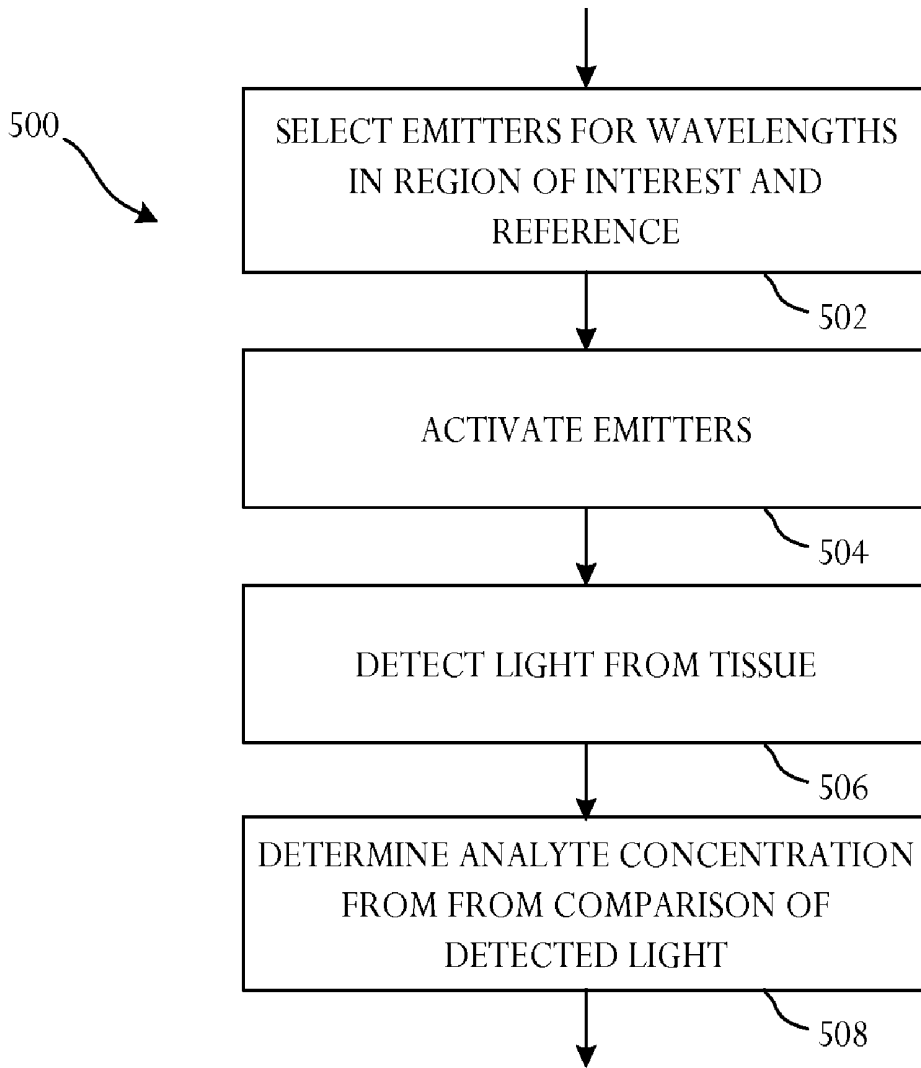 500
SELECT EMITTERS FOR WAVELENGTHS
IN REGION OF INTEREST AND
REFERENCE
502
ACTIVATE EMITTERS
504
DETECT LIGHT FROM TISSUE
506
DETERMINE ANALYTE CONCENTRATION
FROM FROM COMPARISON OF
DETECTED LIGHT
508